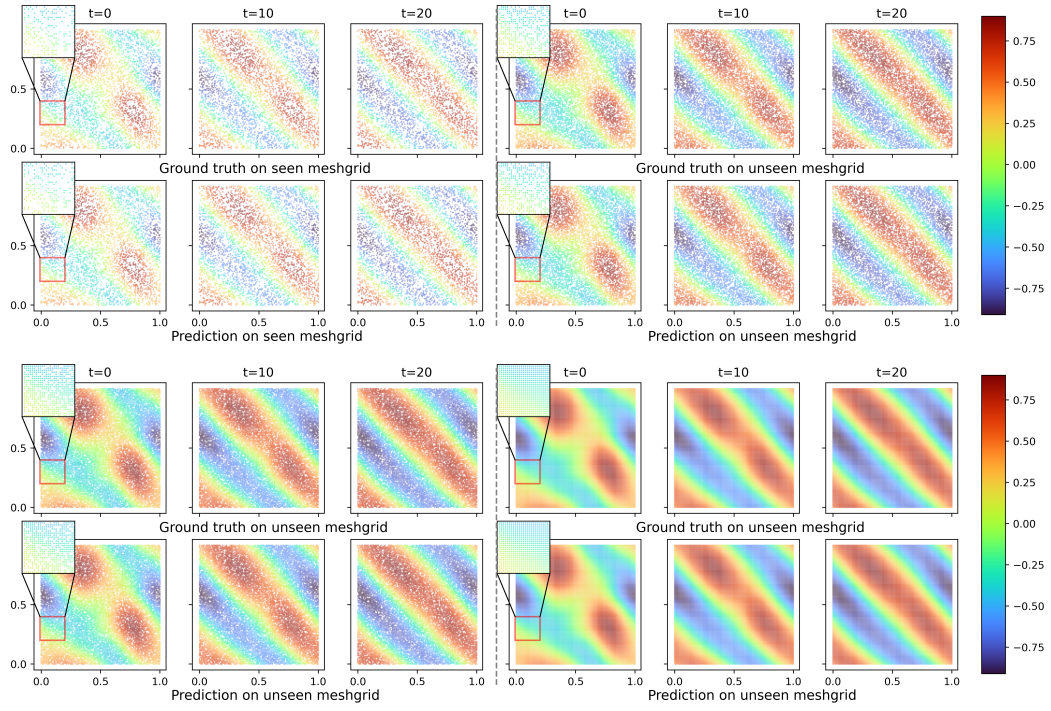 t=0 t=10 t=20 t=0 t=10 t=20
0.5
0.0
Ground truth on seen meshgrid Ground truth on unseen meshgrid
0.5
0.0
0.0 0.5 1.0 0.0 0.5 1.0 0.0 0.5 1.0 0.0 0.5 1.0 0.0 0.5 1.0 0.0 0.5 1.0
Prediction on seen meshgrid Prediction on unseen meshgrid
0.75
0.50
0.25
0.00
−0.25
−0.50
−0.75
t=0 t=10 t=20 t=0 t=10 t=20
0.5
0.0
Ground truth on unseen meshgrid Ground truth on unseen meshgrid
0.5
0.0
0.0 0.5 1.0 0.0 0.5 1.0 0.0 0.5 1.0 0.0 0.5 1.0 0.0 0.5 1.0 0.0 0.5 1.0
Prediction on unseen meshgrid Prediction on unseen meshgrid
0.75
0.50
0.25
0.00
−0.25
−0.50
−0.75